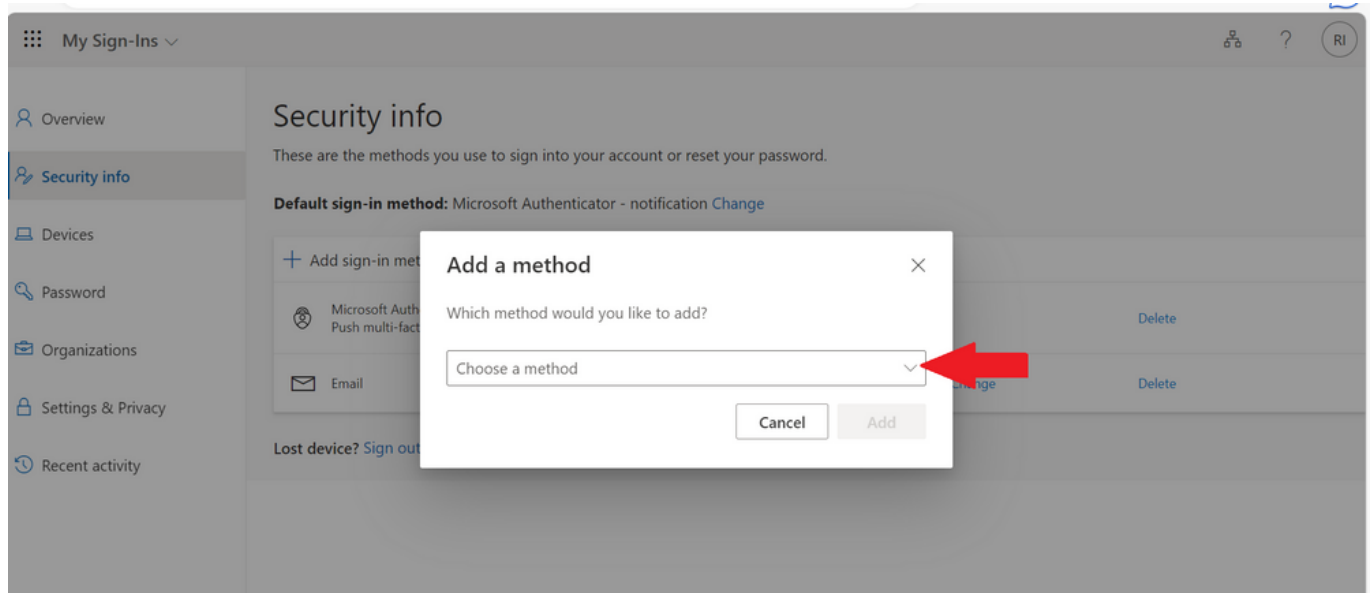 My Sign-Ins
?
RI
Overview
Security info
Devices
Password
Organizations
Settings & Privacy
Recent activity
Security info
These are the methods you use to sign into your account or reset your password.
Default sign-in method: Microsoft Authenticator - notification Change
+ Add sign-in met
Microsoft Auth
Push multi-fact
Delete
Email
Delete
Lost device? Sign out
Add a method
Which method would you like to add?
Choose a method
Cancel
Add